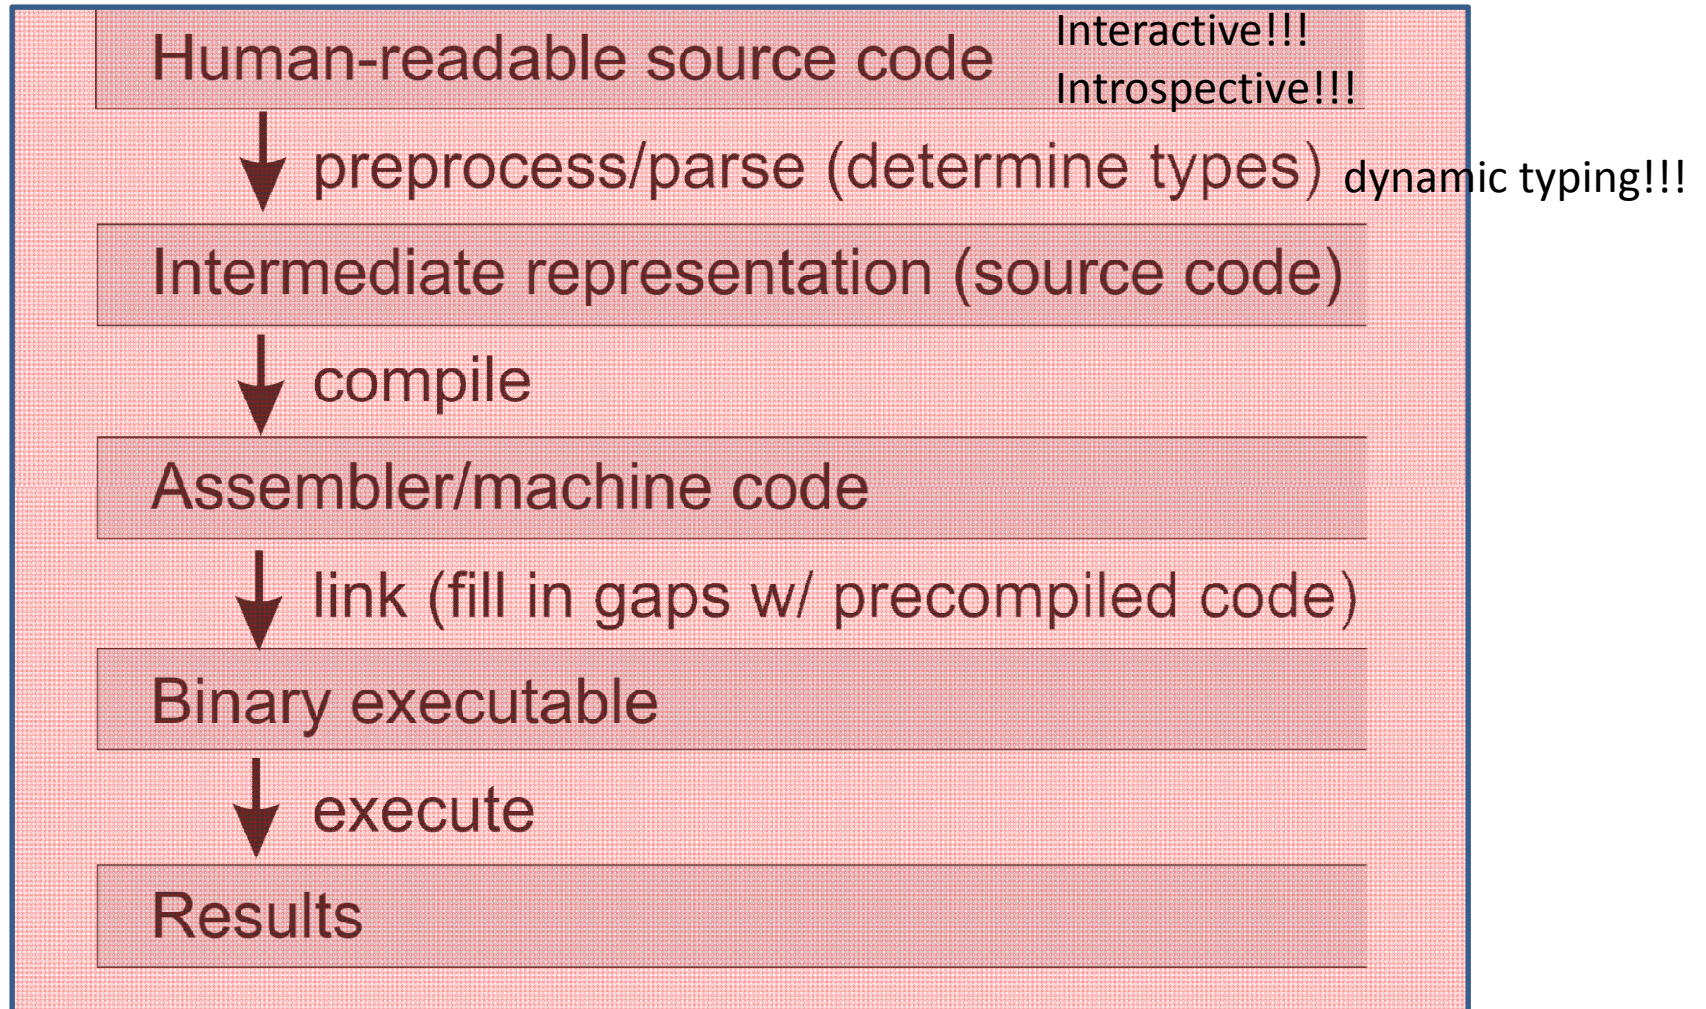 Human-readable source code
Interactive!!!
Introspective!!!
preprocess/parse (determine types)
dynamic typing!!!
Intermediate representation (source code)
compile
Assembler/machine code
link (fill in gaps w/ precompiled code)
Binary executable
execute
Results